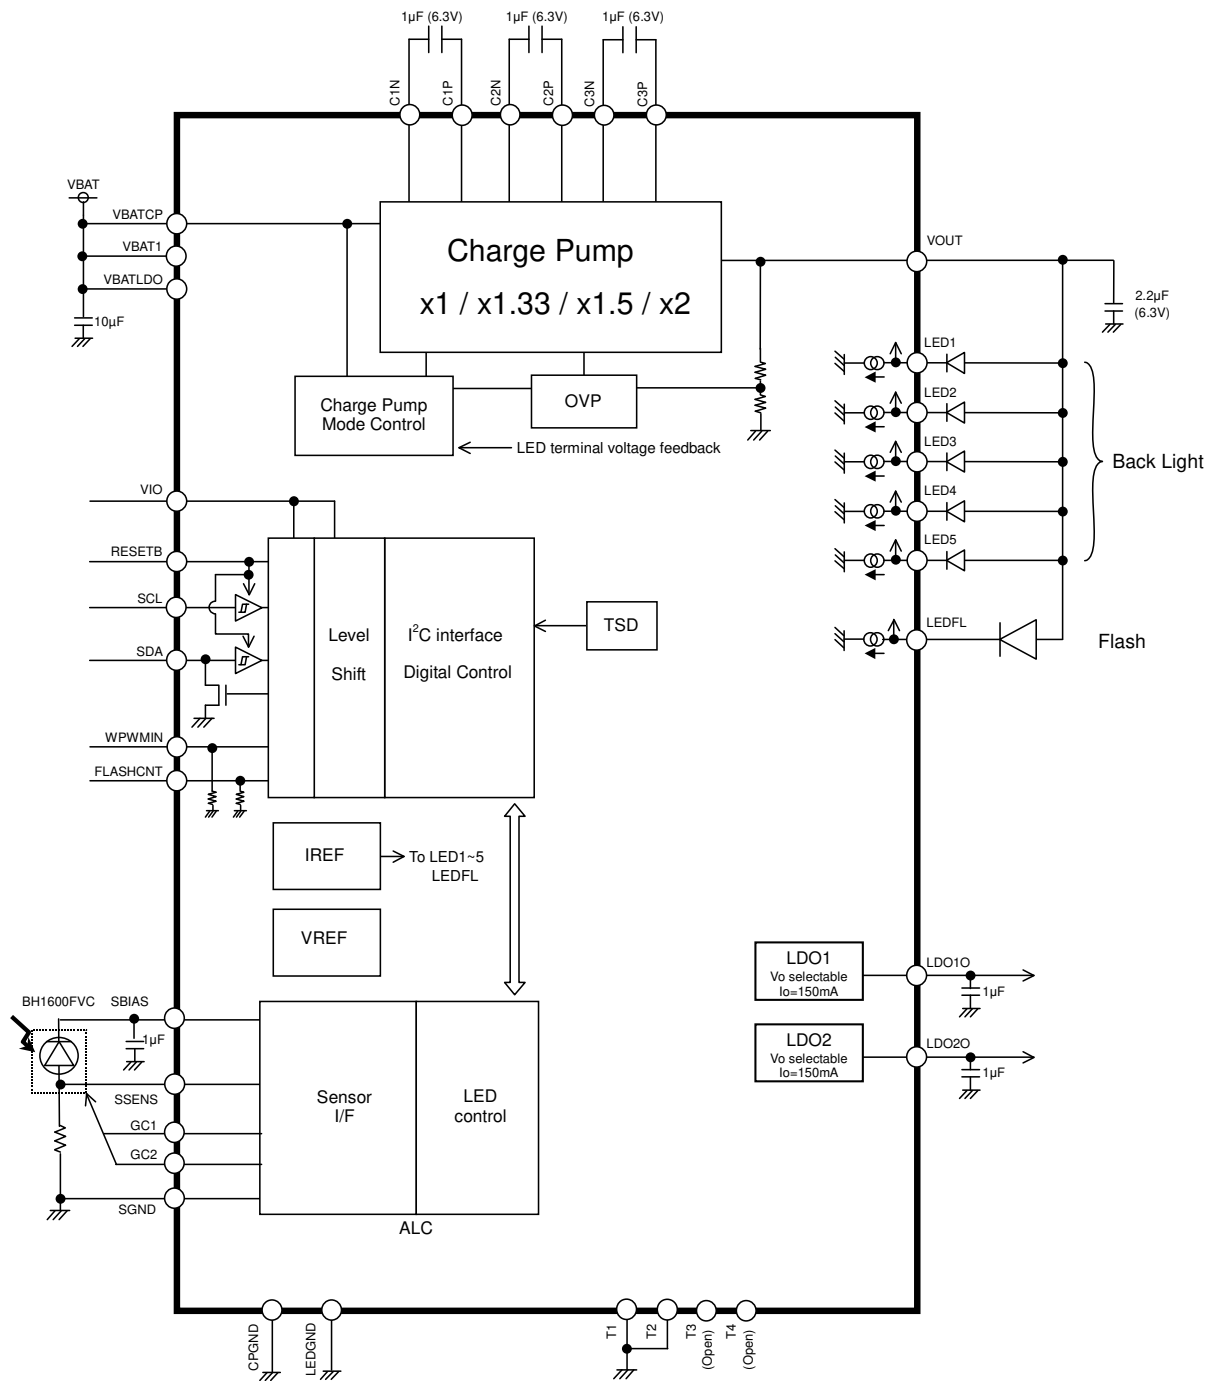 1μF (6.3V) 1μF (6.3V) 1μF (6.3V)
C1N
C1P
C2N
C2P
C3N
C3P
VBAT
VBATCP
VBAT1
VBATLDO
10μF
Charge Pump
x1 / x1.33 / x1.5 / x2
VOUT
2.2μF
(6.3V)
Charge Pump
Mode Control
OVP
LED terminal voltage feedback
LED1
LED2
LED3
LED4
LED5
LEDFL
Back Light
Flash
VIO
RESETB
SCL
SDA
WPWMIN
FLASHCNT
Level
Shift
I²C interface
Digital Control
TSD
IREF
To LED1~5
LEDFL
VREF
LDO1
Vo selectable
Io=150mA
LDO1O
1μF
LDO2
Vo selectable
Io=150mA
LDO2O
1μF
BH1600FVC
SBIAS
1μF
SSENS
GC1
GC2
SGND
Sensor
I/F
LED
control
ALC
CPGND
LEDGND
T1
T2
T3
(Open)
T4
(Open)